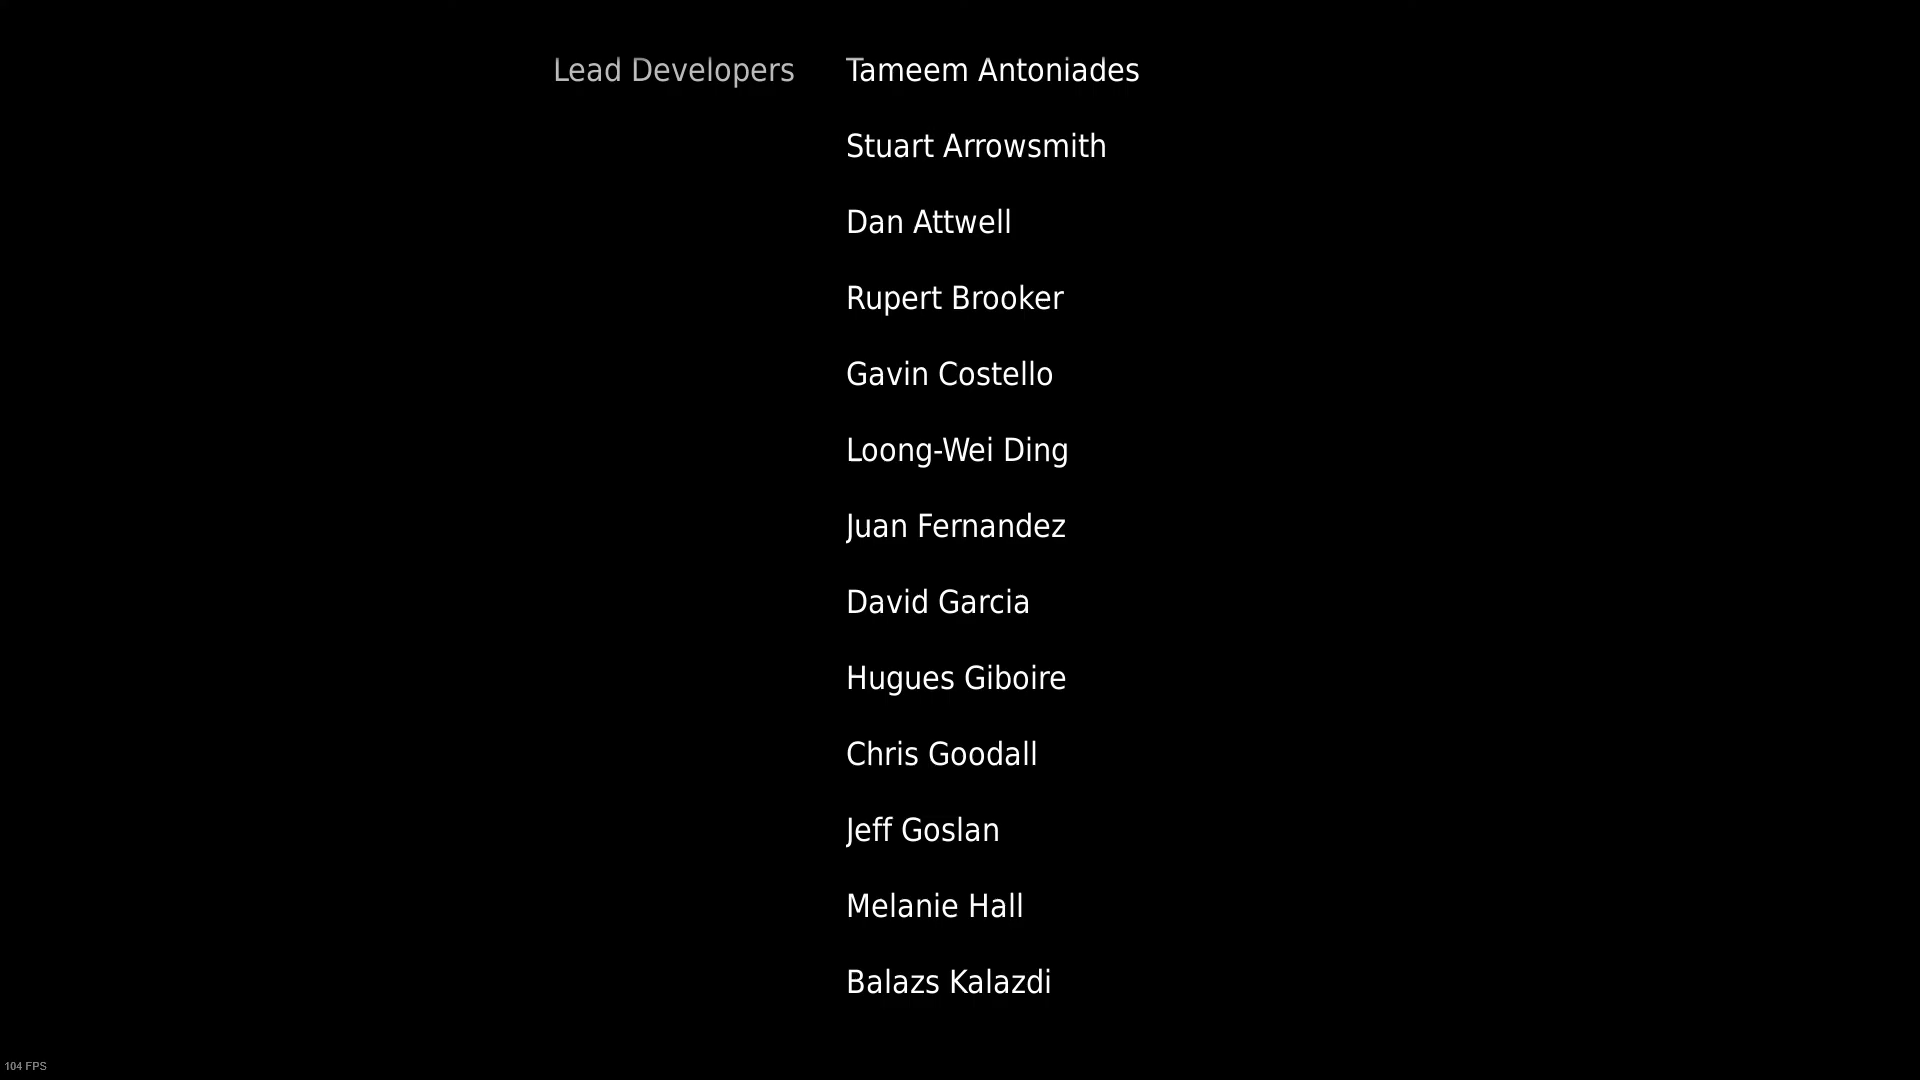 Lead Developers Tameem Antoniades
Stuart Arrowsmith
Dan Attwell
Rupert Brooker
Gavin Costello
Loong-Wei Ding
Juan Fernandez
David Garcia
Hugues Giboire
Chris Goodall
Jeff Goslan
Melanie Hall
Balazs Kalazdi
104 FPS